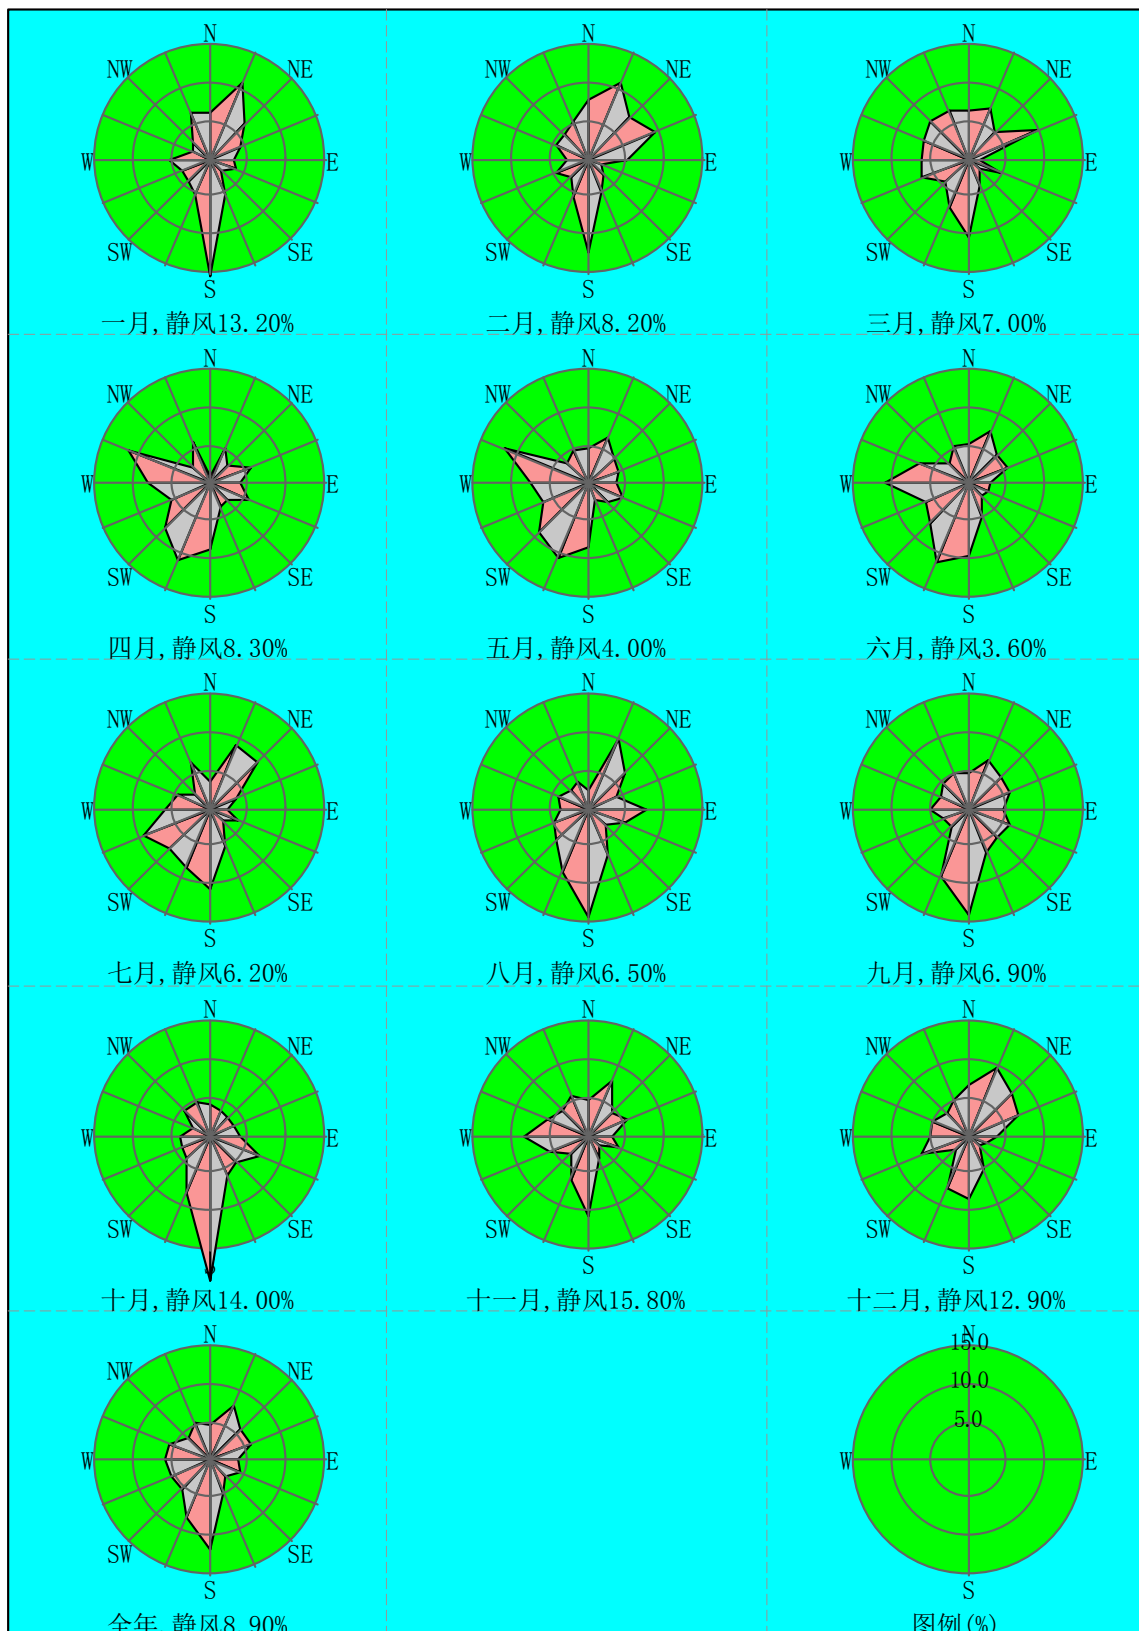 N
NW NE
W E
SW SE
S
一月,静风13.20%
N
NW NE
W E
SW SE
S
二月,静风8.20%
N
NW NE
W E
SW SE
S
三月,静风7.00%
N
NW NE
W E
SW SE
S
四月,静风8.30%
N
NW NE
W E
SW SE
S
五月,静风4.00%
N
NW NE
W E
SW SE
S
六月,静风3.60%
N
NW NE
W E
SW SE
S
七月,静风6.20%
N
NW NE
W E
SW SE
S
八月,静风6.50%
N
NW NE
W E
SW SE
S
九月,静风6.90%
N
NW NE
W E
SW SE
S
十月,静风14.00%
N
NW NE
W E
SW SE
S
十一月,静风15.80%
N
NW NE
W E
SW SE
S
十二月,静风12.90%
N
NW NE
W E
SW SE
S
全年,静风8.90%
N
15.0
10.0
5.0
W E
S
图例(%)